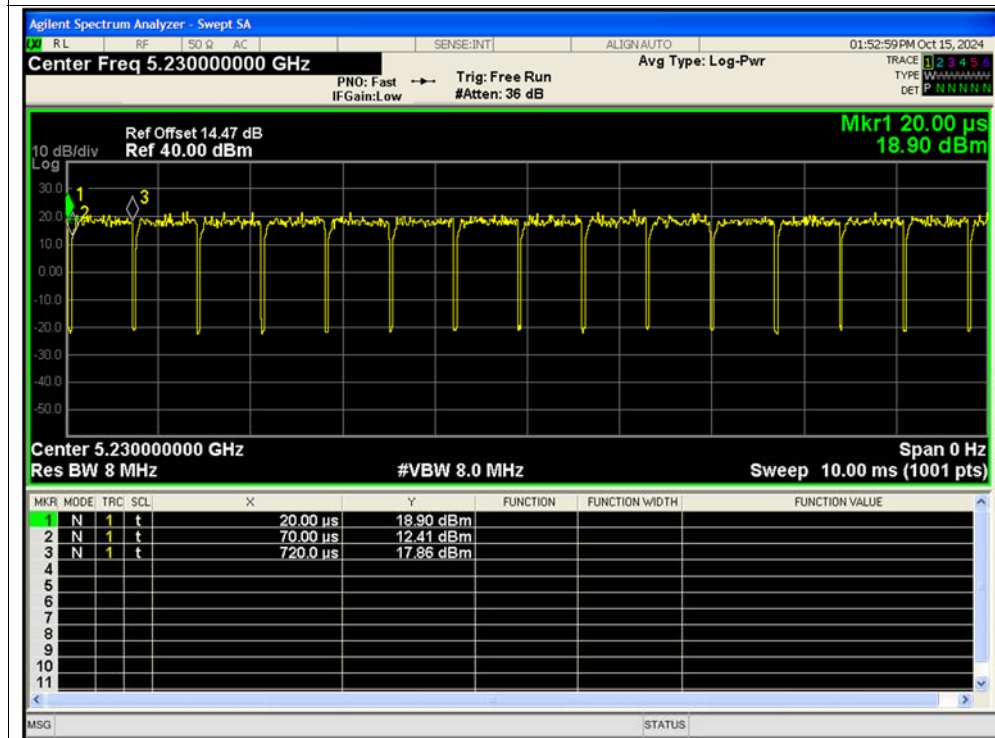 Agilent Spectrum Analyzer - Swept SA
LXI RL RF 50 Ω AC SENSE:INT ALIGN AUTO 01:52:59 PM Oct 15, 2024
Center Freq 5.230000000 GHz Avg Type: Log-Pwr TRACE 1 2 3 4 5 6
PNO: Fast Trig: Free Run TYPE W
IFGain:Low #Atten: 36 dB DET P N N N N N
Mkr1 20.00 µs
Ref Offset 14.47 dB
10 dB/div Ref 40.00 dBm 18.90 dBm
Log
30.0
1
3
20.0 2
10.0
0.00
-10.0
-20.0
-30.0
-40.0
-50.0
Center 5.230000000 GHz Span 0 Hz
Res BW 8 MHz #VBW 8.0 MHz Sweep 10.00 ms (1001 pts)
MKR MODE TRC SCL X Y FUNCTION FUNCTION WIDTH FUNCTION VALUE
1 N 1 t 20.00 µs 18.90 dBm
2 N 1 t 70.00 µs 12.41 dBm
3 N 1 t 720.0 µs 17.86 dBm
4
5
6
7
8
9
10
11
MSG STATUS